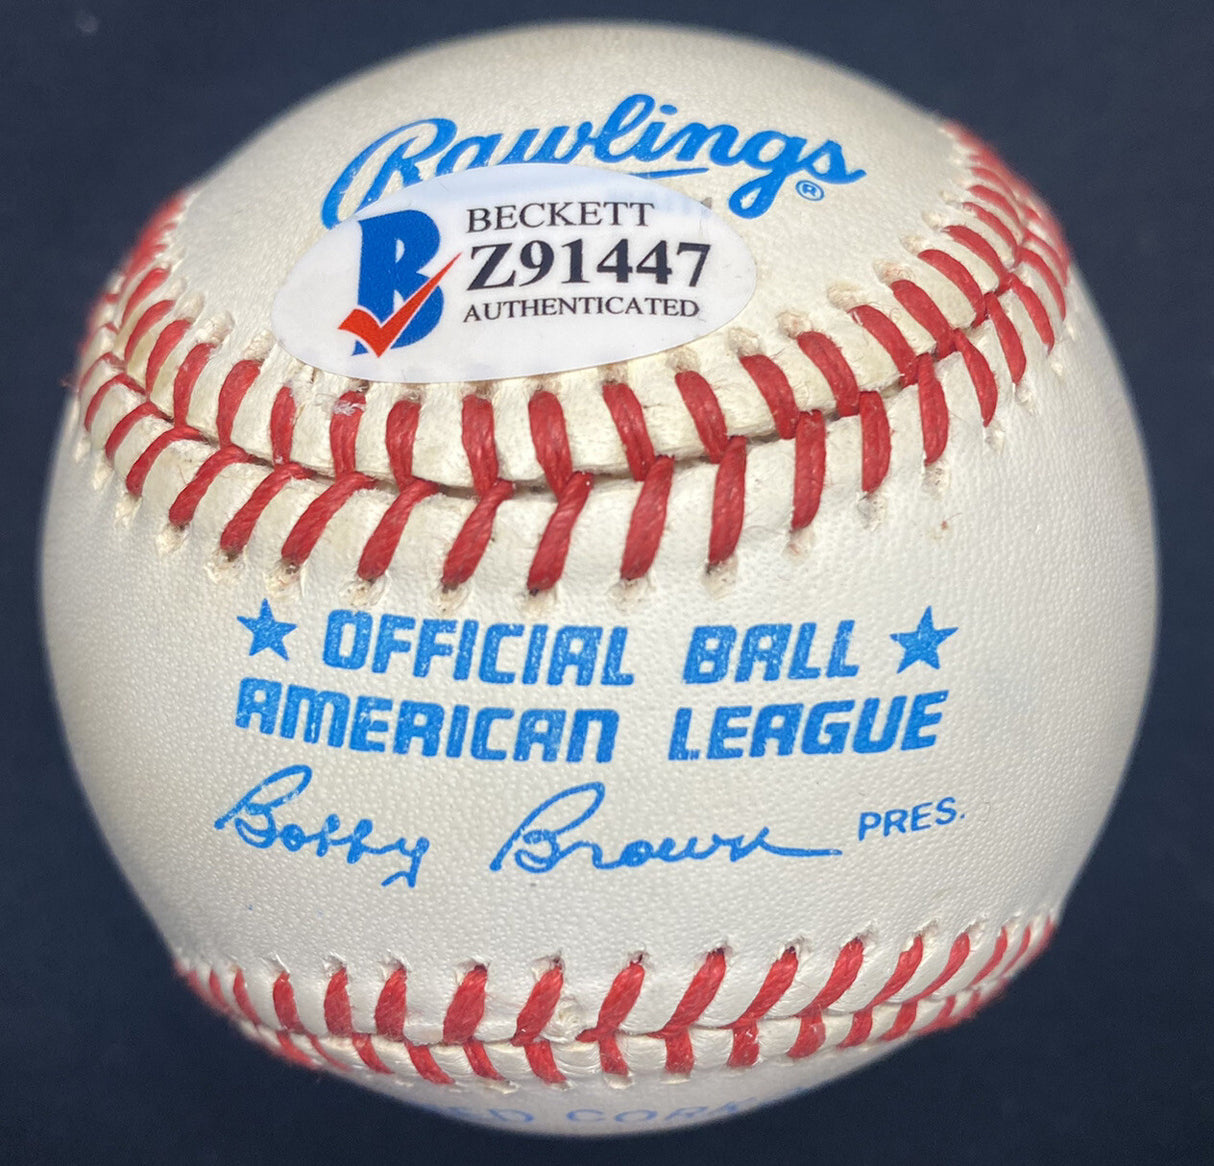 Rawlings ®
BECKETT
Z91447
AUTHENTICATED
★ OFFICIAL BALL ★
AMERICAN LEAGUE
Bobby Brown PRES.